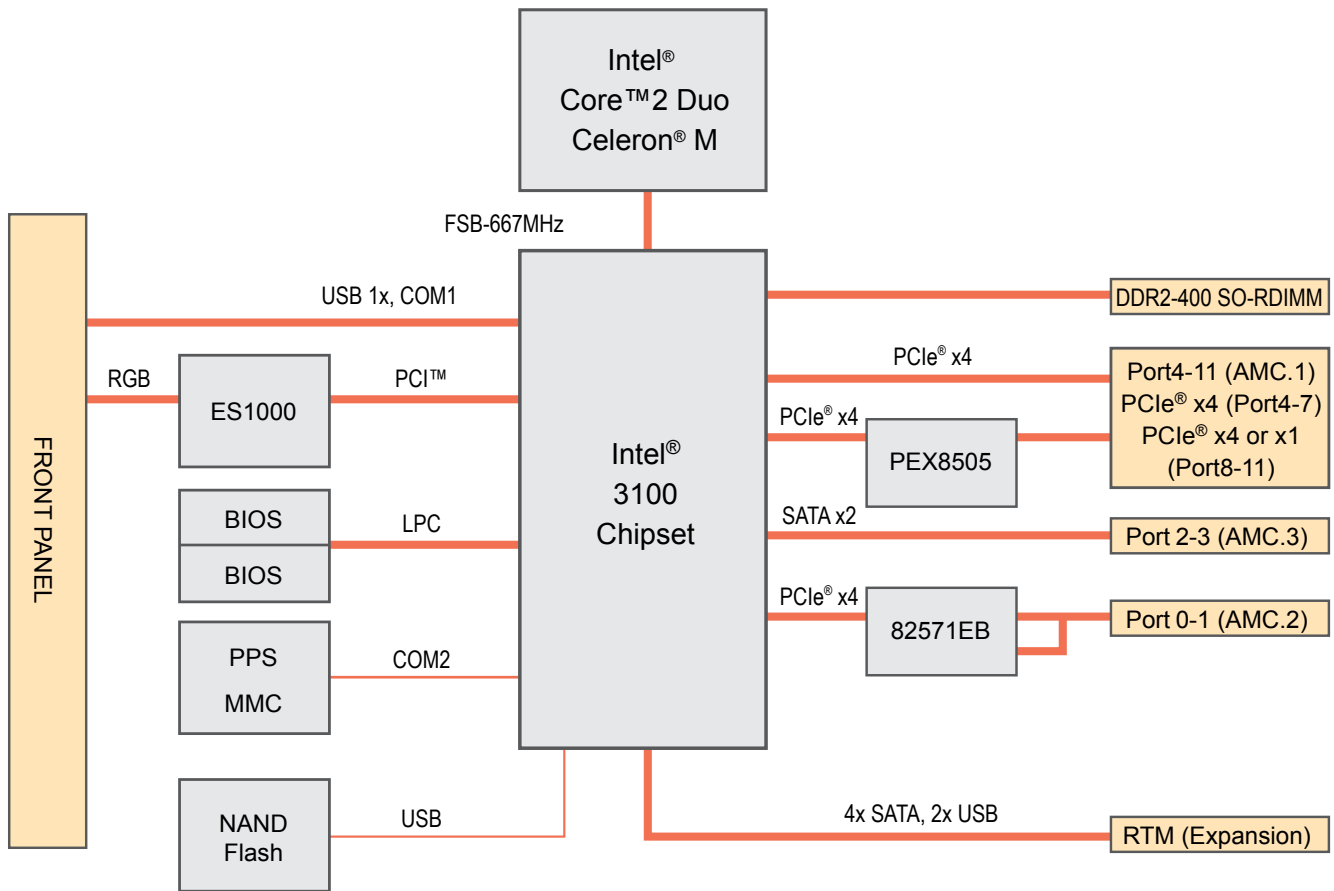 Intel®
Core™2 Duo
Celeron® M
FSB-667MHz
FRONT PANEL
USB 1x, COM1
RGB
ES1000
PCI™
BIOS
BIOS
LPC
PPS
MMC
COM2
NAND
Flash
USB
Intel®
3100
Chipset
DDR2-400 SO-RDIMM
PCIe® x4
Port4-11 (AMC.1)
PCIe® x4 (Port4-7)
PCIe® x4 or x1
(Port8-11)
PCIe® x4
PEX8505
SATA x2
Port 2-3 (AMC.3)
PCIe® x4
82571EB
Port 0-1 (AMC.2)
4x SATA, 2x USB
RTM (Expansion)